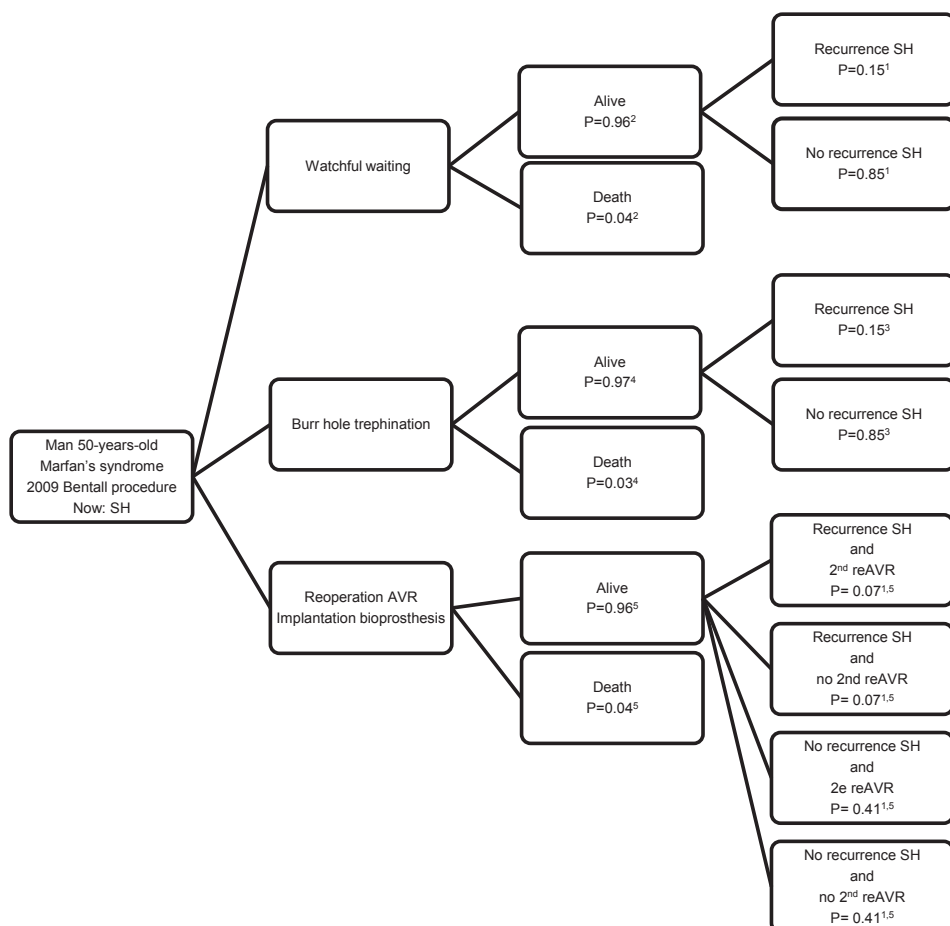 Man 50-years-old
Marfan's syndrome
2009 Bentall procedure
Now: SH
Watchful waiting
Alive
P=0.96²
Death
P=0.04²
Recurrence SH
P=0.15¹
No recurrence SH
P=0.85¹
Burr hole trephination
Alive
P=0.97⁴
Death
P=0.03⁴
Recurrence SH
P=0.15³
No recurrence SH
P=0.85³
Reoperation AVR
Implantation bioprosthesis
Alive
P=0.96⁵
Death
P=0.04⁵
Recurrence SH
and
2ⁿᵈ reAVR
P= 0.07¹,⁵
Recurrence SH
and
no 2nd reAVR
P= 0.07¹,⁵
No recurrence SH
and
2e reAVR
P= 0.41¹,⁵
No recurrence SH
and
no 2ⁿᵈ reAVR
P= 0.41¹,⁵